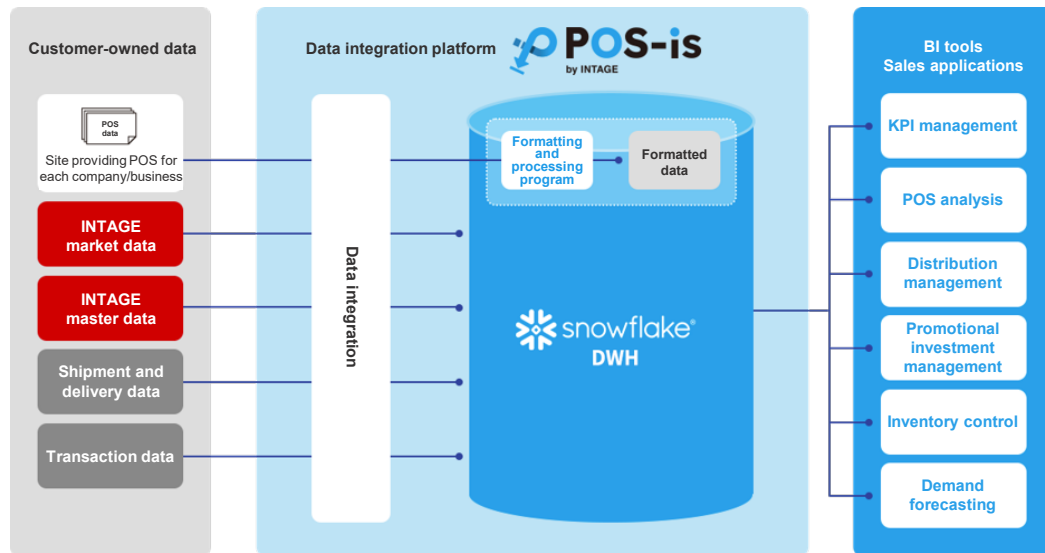 Customer-owned data
POS
data
Site providing POS for
each company/business
INTAGE
market data
INTAGE
master data
Shipment and
delivery data
Transaction data
Data integration platform
POS-is
by INTAGE
Data integration
Formatting
and
processing
program
Formatted
data
snowflake®
DWH
BI tools
Sales applications
KPI management
POS analysis
Distribution
management
Promotional
investment
management
Inventory control
Demand
forecasting